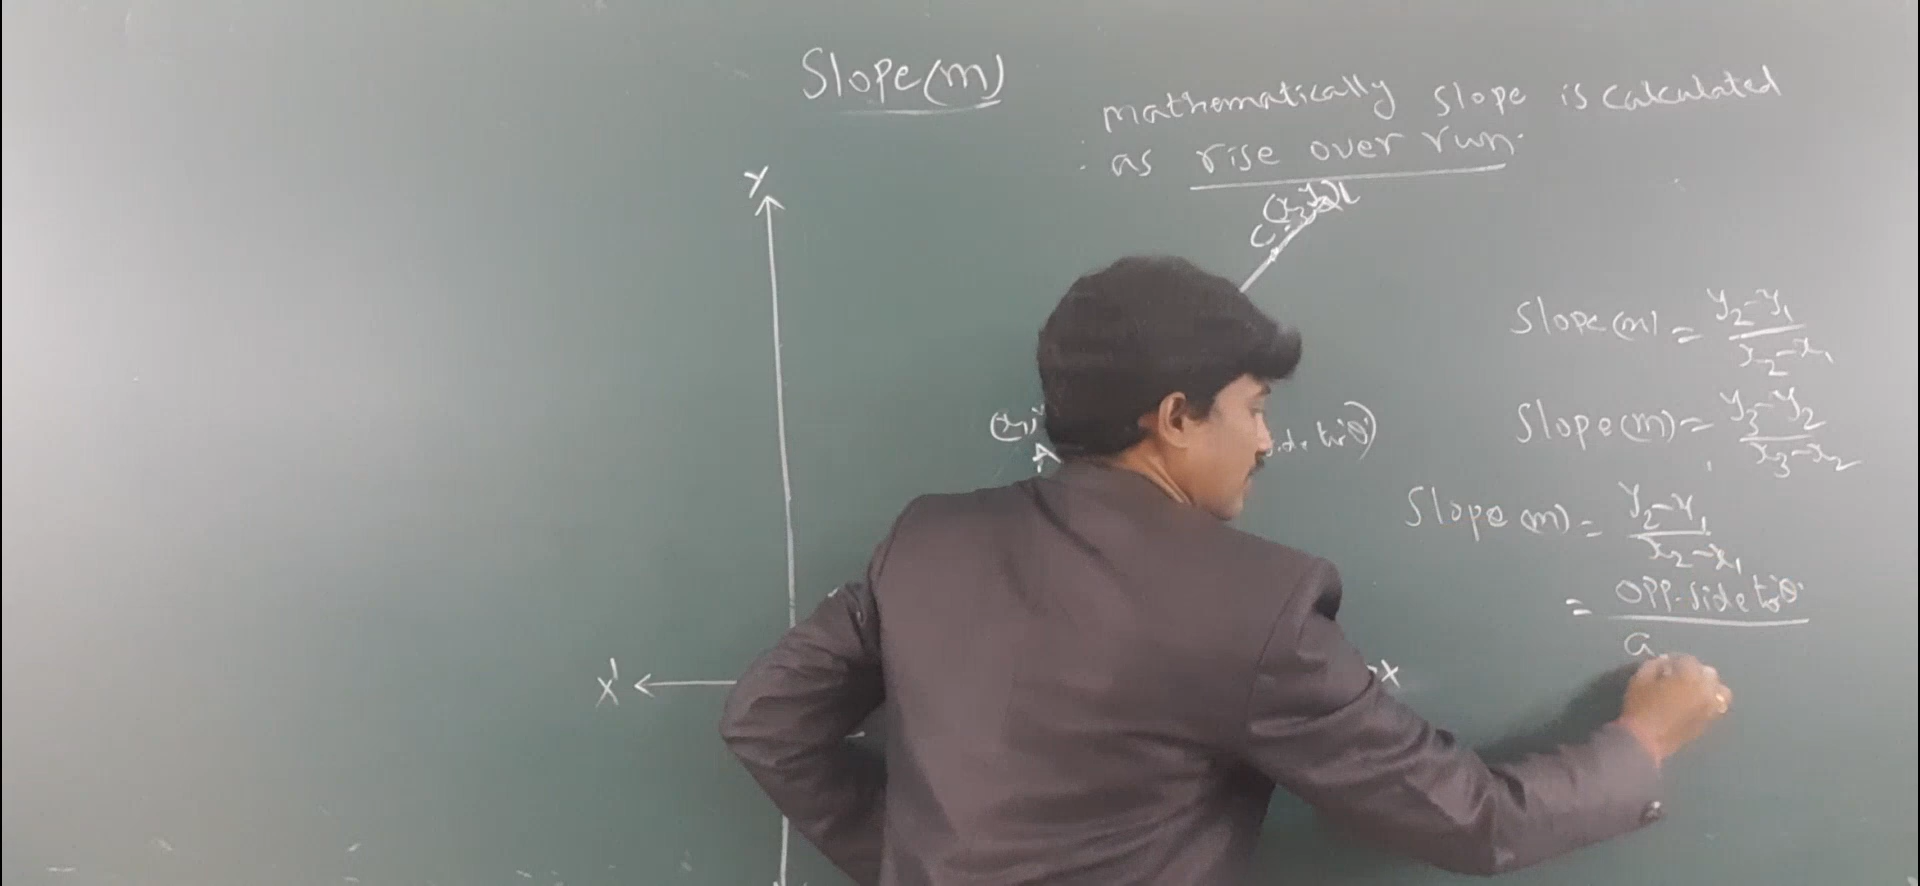 Slope(m)
mathematically slope is calculated
as rise over run.
Y
C
Slope(m) = y₂-y₁
x₂-x₁
Slope(m) = y₃-y₂
x₃-x₂
A
Slope(m) = y₂-y₁
x₂-x₁
= opp. side to 'θ'
a
X'
X